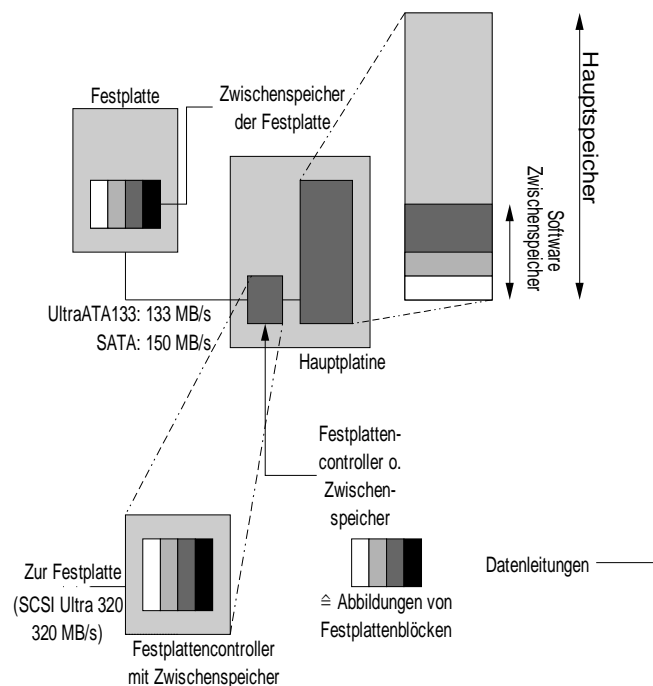 Festplatte
Zwischenspeicher
der Festplatte
Hauptspeicher
Software
Zwischenspeicher
UltraATA133: 133 MB/s
SATA: 150 MB/s
Hauptplatine
Festplatten-
controller o.
Zwischen-
speicher
Zur Festplatte
(SCSI Ultra 320
320 MB/s)
Festplattencontroller
mit Zwischenspeicher
≙ Abbildungen von
Festplattenblöcken
Datenleitungen